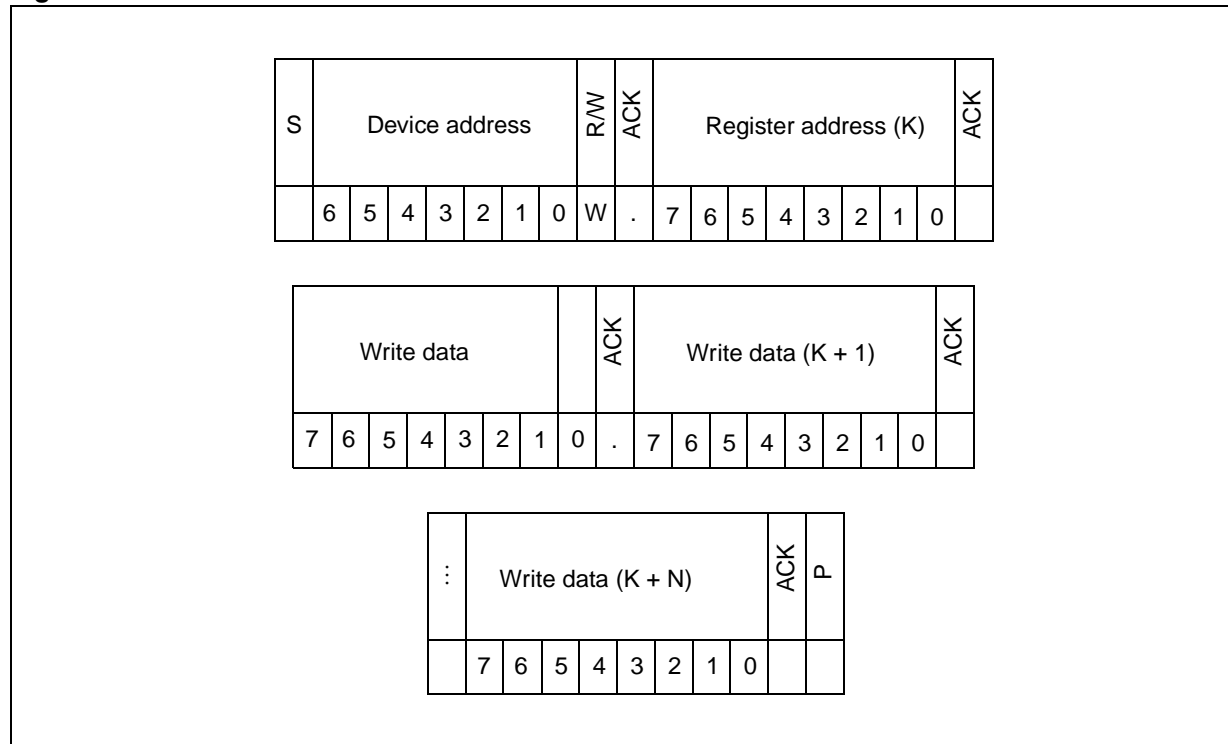 S Device address R/W ACK Register address (K) ACK
6 5 4 3 2 1 0 W . 7 6 5 4 3 2 1 0
Write data ACK Write data (K + 1) ACK
7 6 5 4 3 2 1 0 . 7 6 5 4 3 2 1 0
... Write data (K + N) ACK P
7 6 5 4 3 2 1 0